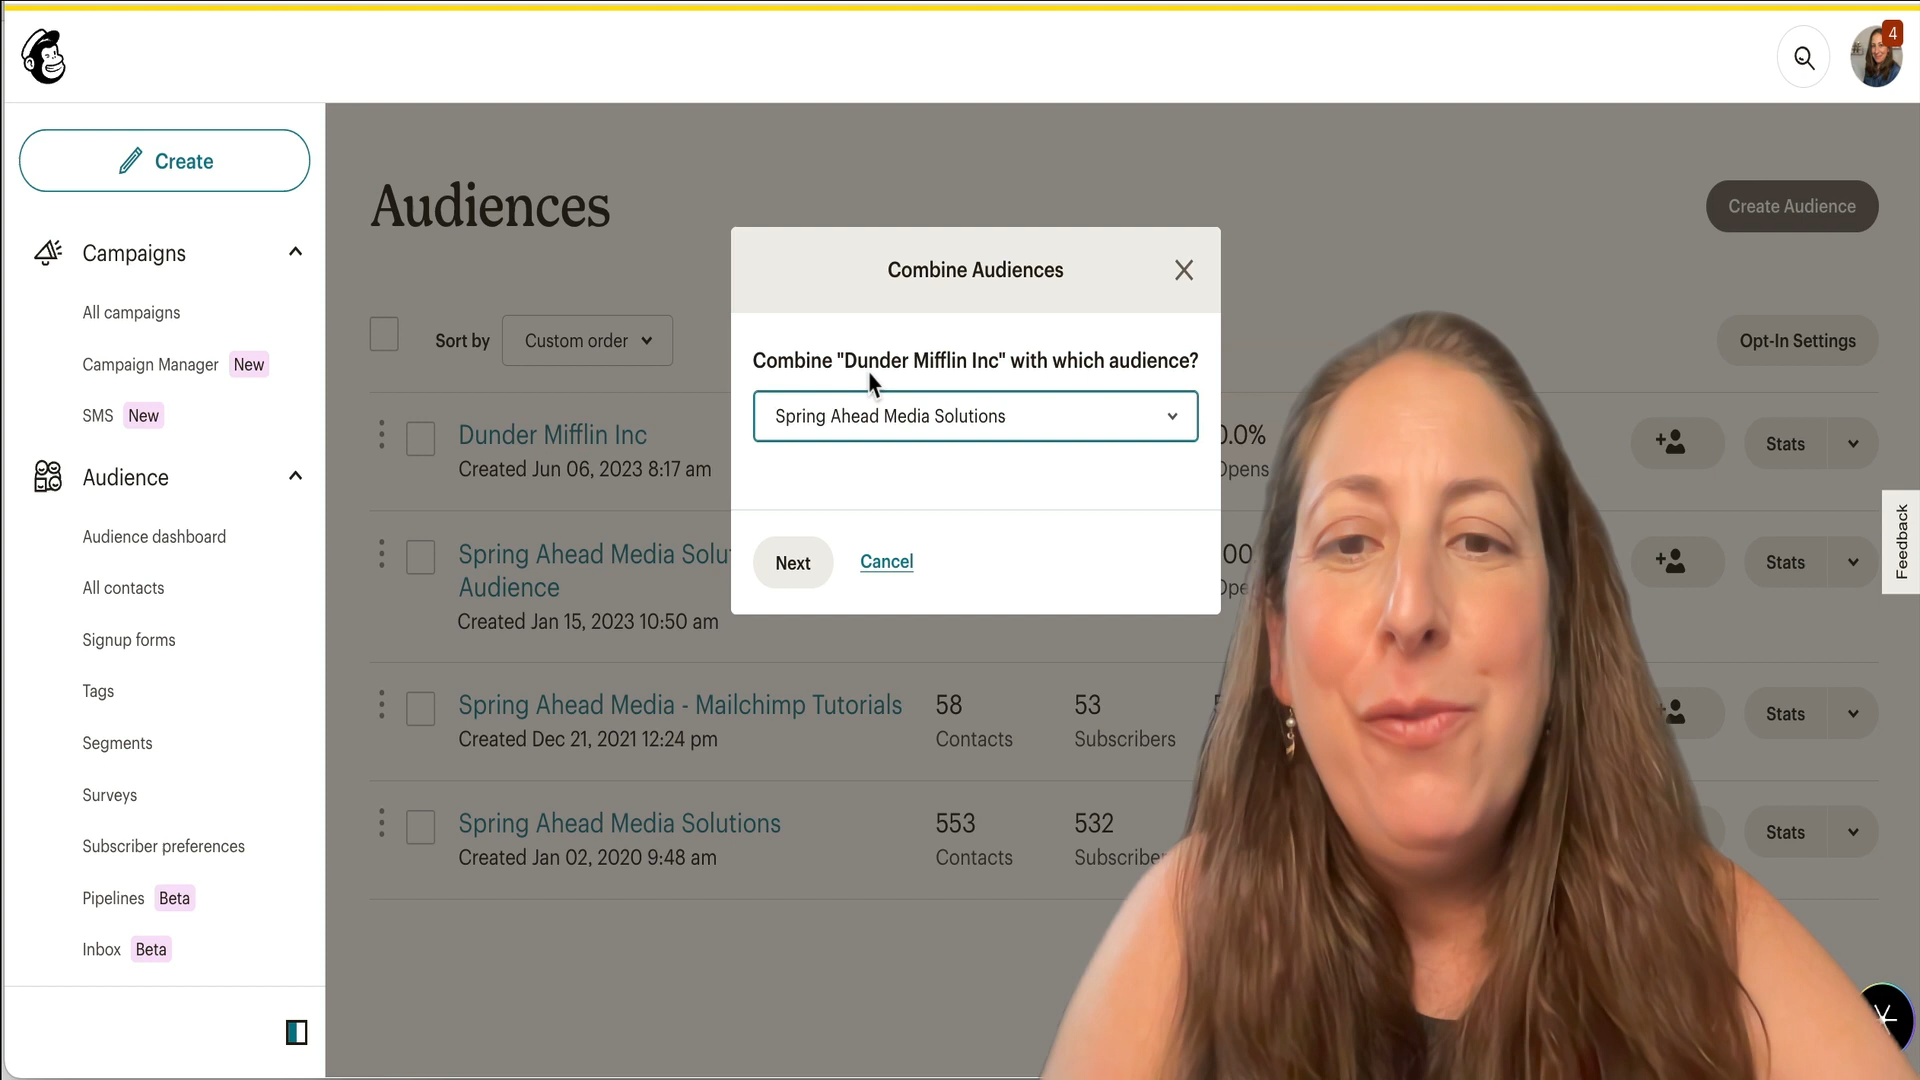 4
Create
Campaigns
All campaigns
Campaign Manager New
SMS New
Audience
Audience dashboard
All contacts
Signup forms
Tags
Segments
Surveys
Subscriber preferences
Pipelines Beta
Inbox Beta
Audiences
Create Audience
Sort by Custom order
Opt-In Settings
Combine Audiences
Combine "Dunder Mifflin Inc" with which audience?
Spring Ahead Media Solutions
Next Cancel
Dunder Mifflin Inc
Created Jun 06, 2023 8:17 am
Opens
Stats
Spring Ahead Media Solu
Audience
Created Jan 15, 2023 10:50 am
Stats
Spring Ahead Media - Mailchimp Tutorials
Created Dec 21, 2021 12:24 pm
58
Contacts
53
Subscribers
Stats
Spring Ahead Media Solutions
Created Jan 02, 2020 9:48 am
553
Contacts
532
Subscribe
Stats
Feedback